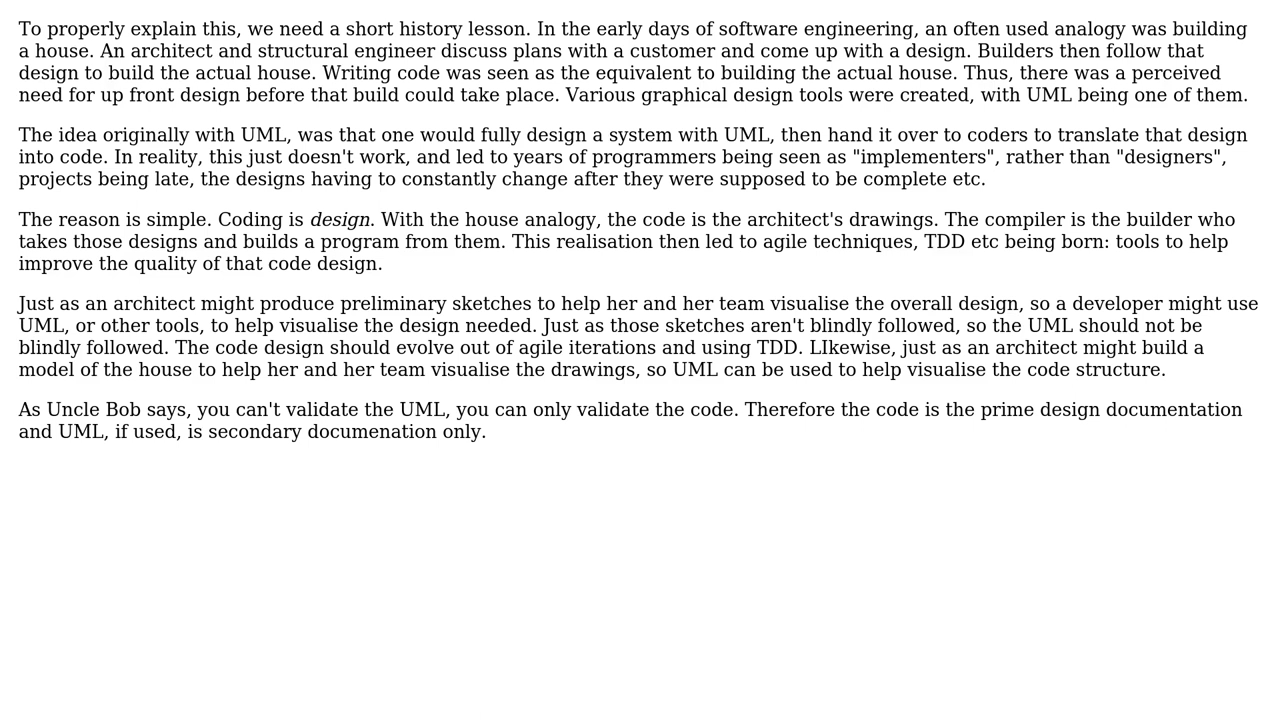 To properly explain this, we need a short history lesson. In the early days of software engineering, an often used analogy was building
a house. An architect and structural engineer discuss plans with a customer and come up with a design. Builders then follow that
design to build the actual house. Writing code was seen as the equivalent to building the actual house. Thus, there was a perceived
need for up front design before that build could take place. Various graphical design tools were created, with UML being one of them.
The idea originally with UML, was that one would fully design a system with UML, then hand it over to coders to translate that design
into code. In reality, this just doesn't work, and led to years of programmers being seen as "implementers", rather than "designers",
projects being late, the designs having to constantly change after they were supposed to be complete etc.
The reason is simple. Coding is design. With the house analogy, the code is the architect's drawings. The compiler is the builder who
takes those designs and builds a program from them. This realisation then led to agile techniques, TDD etc being born: tools to help
improve the quality of that code design.
Just as an architect might produce preliminary sketches to help her and her team visualise the overall design, so a developer might use
UML, or other tools, to help visualise the design needed. Just as those sketches aren't blindly followed, so the UML should not be
blindly followed. The code design should evolve out of agile iterations and using TDD. LIkewise, just as an architect might build a
model of the house to help her and her team visualise the drawings, so UML can be used to help visualise the code structure.
As Uncle Bob says, you can't validate the UML, you can only validate the code. Therefore the code is the prime design documentation
and UML, if used, is secondary documenation only.